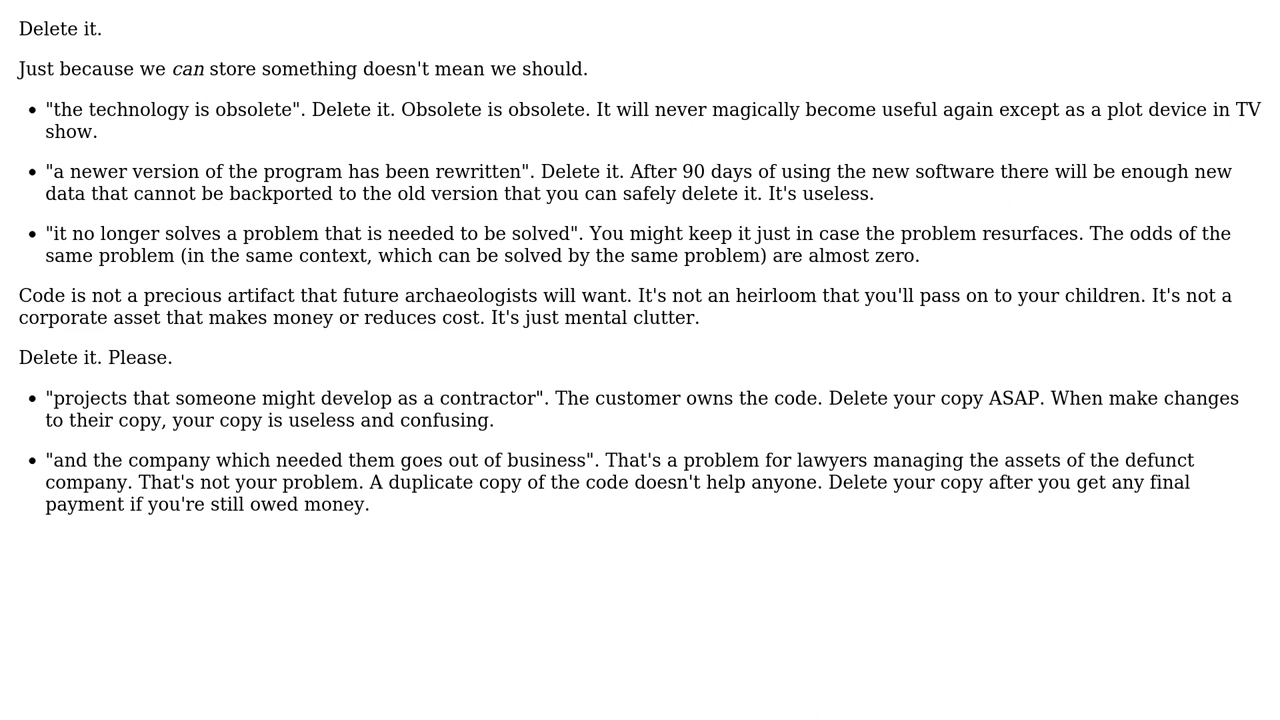 Delete it.
Just because we can store something doesn't mean we should.
"the technology is obsolete". Delete it. Obsolete is obsolete. It will never magically become useful again except as a plot device in TV
show.
"a newer version of the program has been rewritten". Delete it. After 90 days of using the new software there will be enough new
data that cannot be backported to the old version that you can safely delete it. It's useless.
"it no longer solves a problem that is needed to be solved". You might keep it just in case the problem resurfaces. The odds of the
same problem (in the same context, which can be solved by the same problem) are almost zero.
Code is not a precious artifact that future archaeologists will want. It's not an heirloom that you'll pass on to your children. It's not a
corporate asset that makes money or reduces cost. It's just mental clutter.
Delete it. Please.
"projects that someone might develop as a contractor". The customer owns the code. Delete your copy ASAP. When make changes
to their copy, your copy is useless and confusing.
"and the company which needed them goes out of business". That's a problem for lawyers managing the assets of the defunct
company. That's not your problem. A duplicate copy of the code doesn't help anyone. Delete your copy after you get any final
payment if you're still owed money.